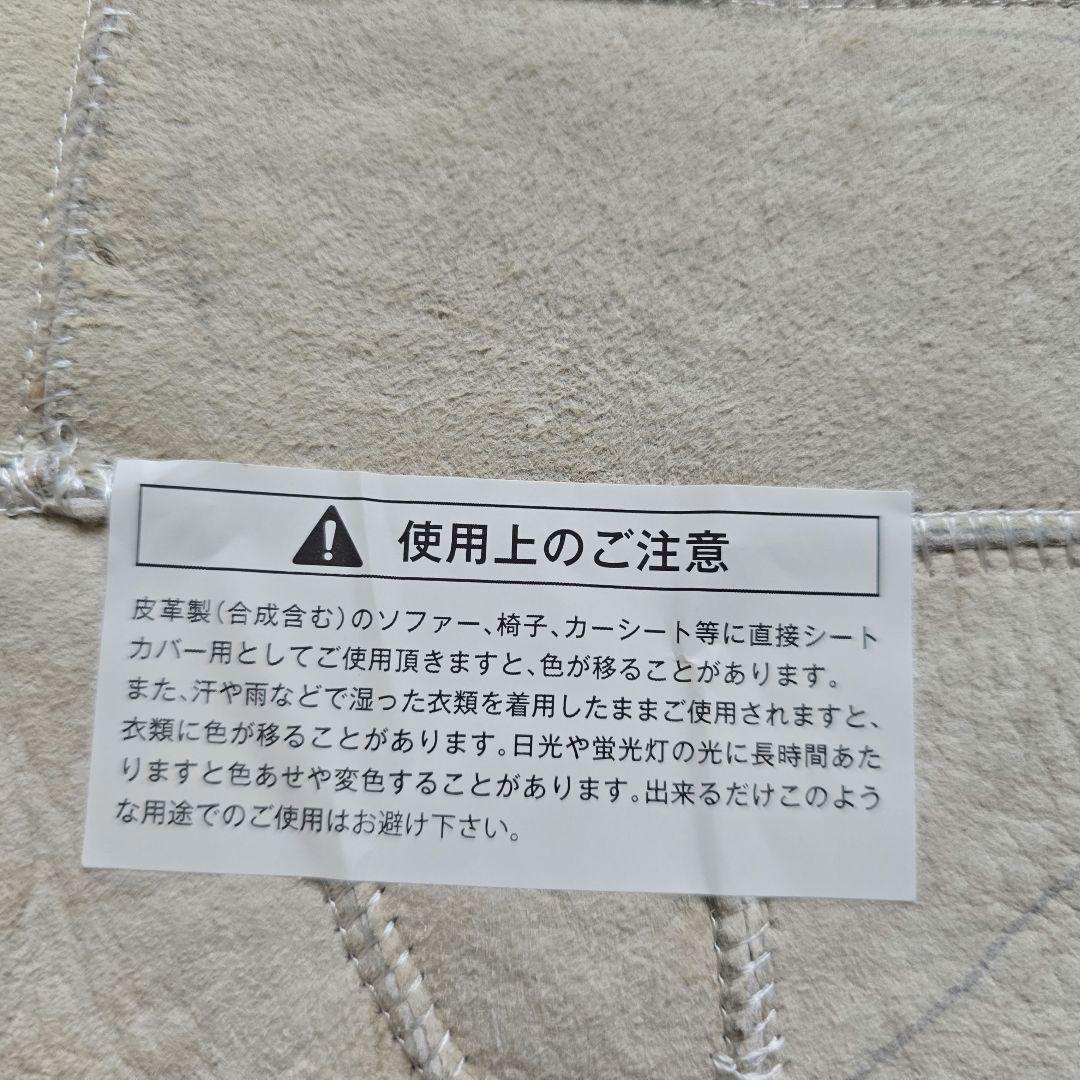 使用上のご注意
皮革製(合成含む)のソファー、椅子、カーシート等に直接シート
カバー用としてご使用頂きますと、色が移ることがあります。
また、汗や雨などで湿った衣類を着用したままご使用されますと、
衣類に色が移ることがあります。日光や蛍光灯の光に長時間あた
りますと色あせや変色することがあります。出来るだけこのよう
な用途でのご使用はお避け下さい。